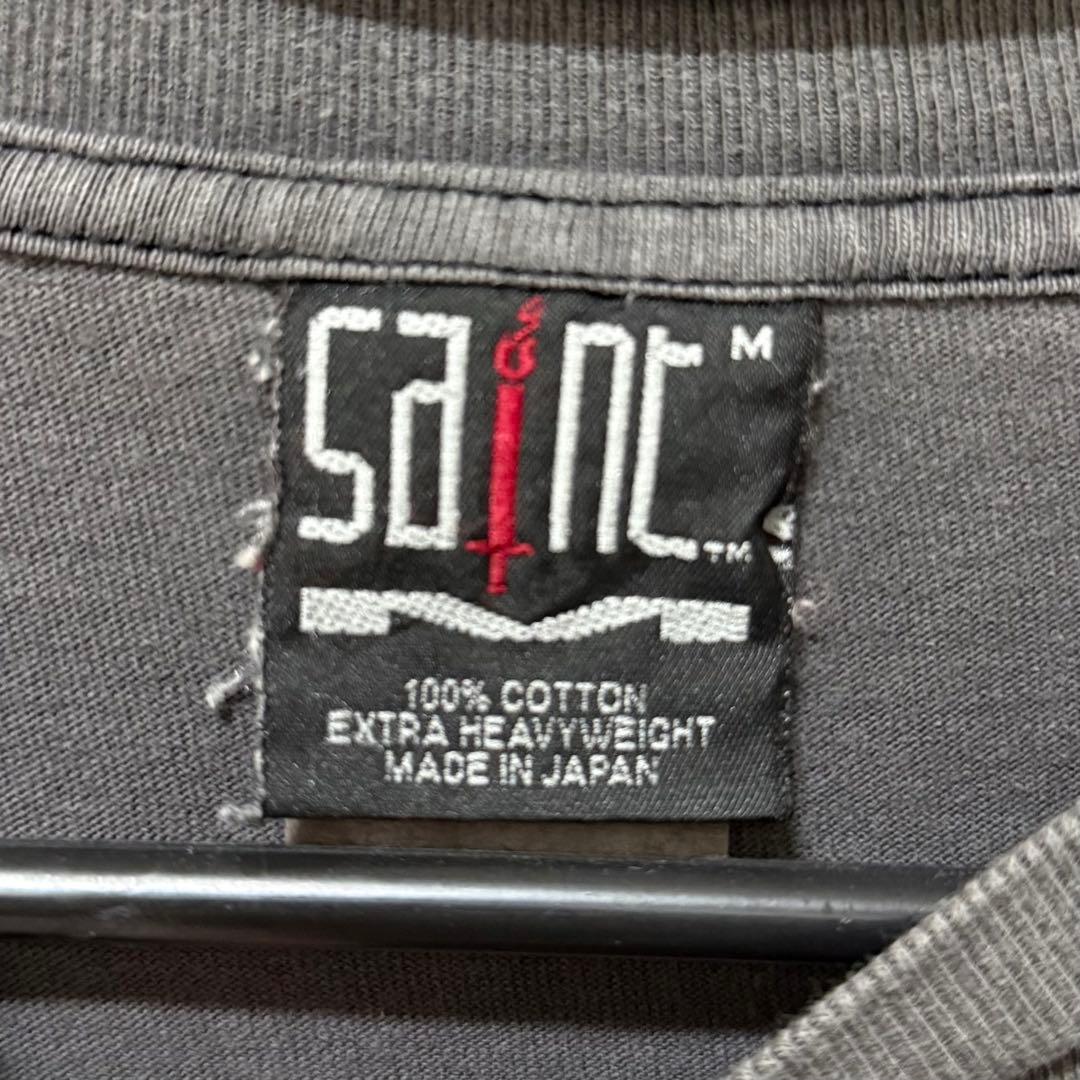 saint M
™
100% COTTON
EXTRA HEAVYWEIGHT
MADE IN JAPAN